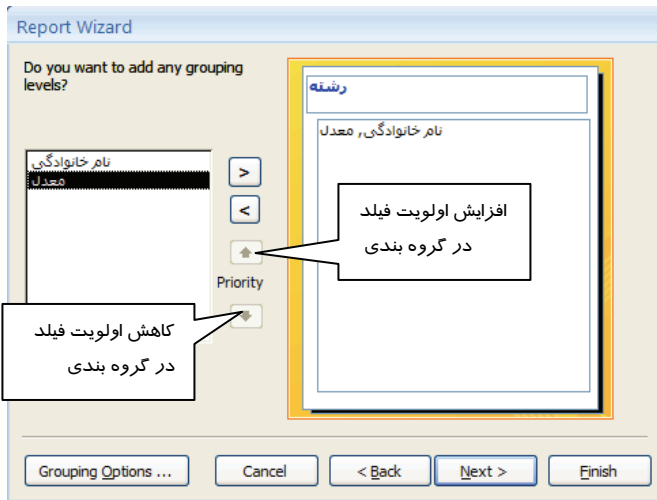 Report Wizard
Do you want to add any grouping
levels?
رشته
نام خانوادگی, معدل
نام خانوادگی
معدل
>
<
افزایش اولویت فیلد
در گروه بندی
Priority
کاهش اولویت فیلد
در گروه بندی
Grouping Options ...
Cancel
< Back
Next >
Finish